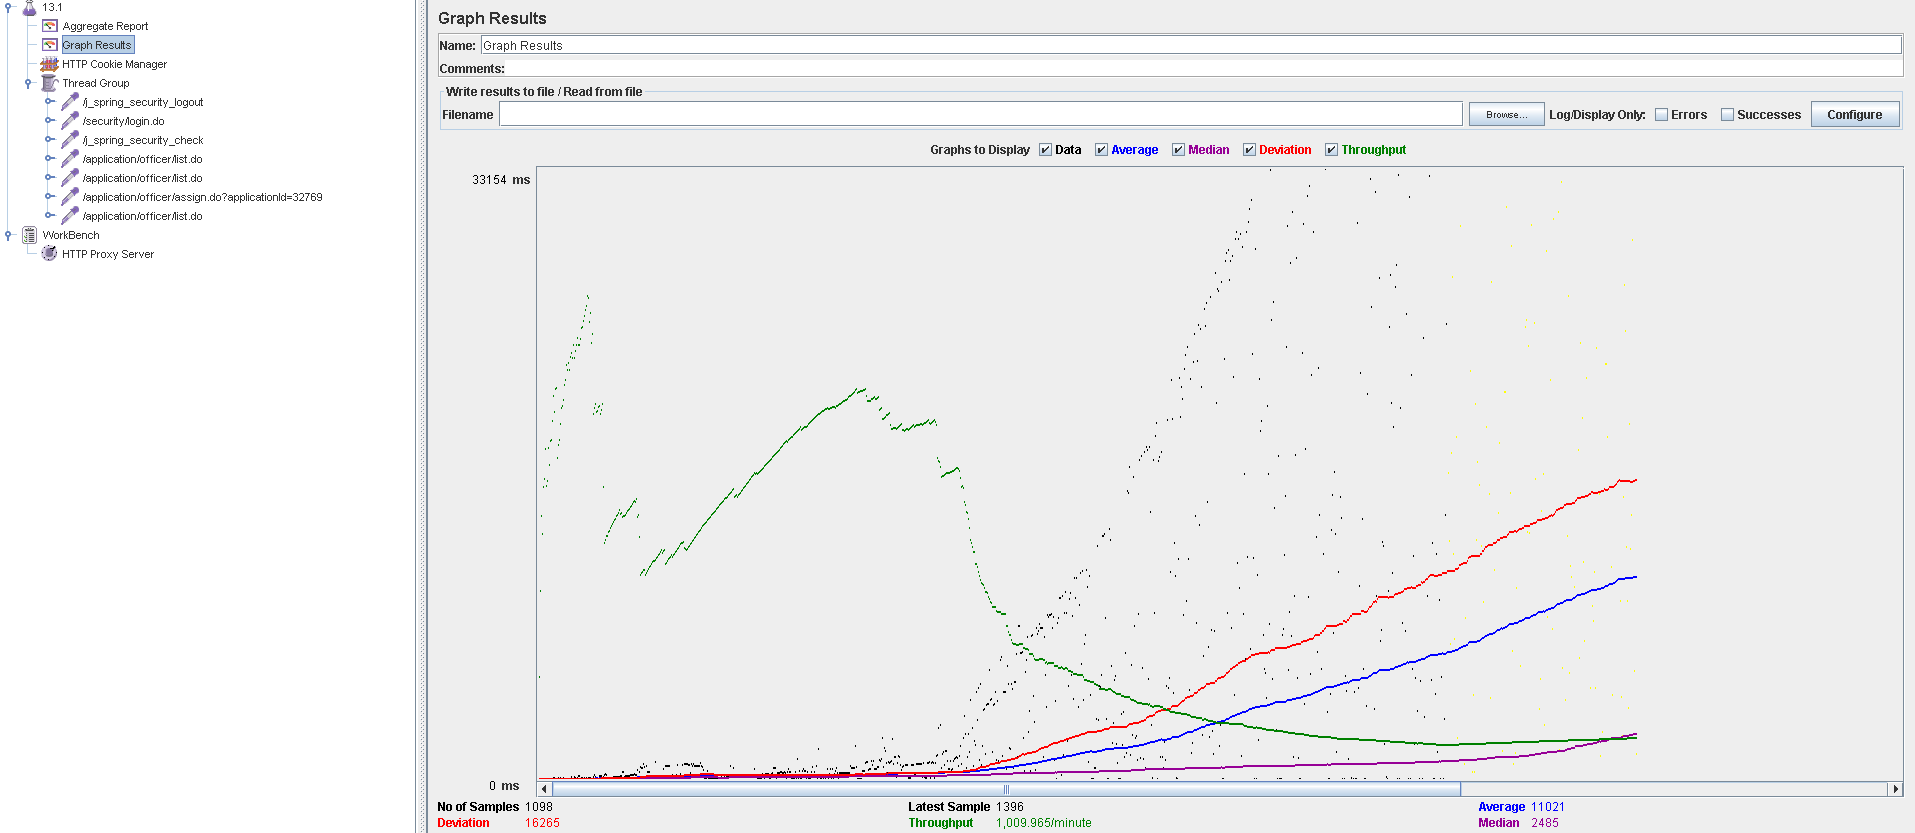 13.1
Aggregate Report
Graph Results
HTTP Cookie Manager
Thread Group
/j_spring_security_logout
/security/login.do
/j_spring_security_check
/application/officer/list.do
/application/officer/list.do
/application/officer/assign.do?applicationId=32769
/application/officer/list.do
WorkBench
HTTP Proxy Server
Graph Results
Name: Graph Results
Comments:
Write results to file / Read from file
Filename Browse... Log/Display Only: Errors Successes Configure
Graphs to Display Data Average Median Deviation Throughput
33154 ms
0 ms
No of Samples 1098 Latest Sample 1396 Average 11021
Deviation 16265 Throughput 1,009.965/minute Median 2485